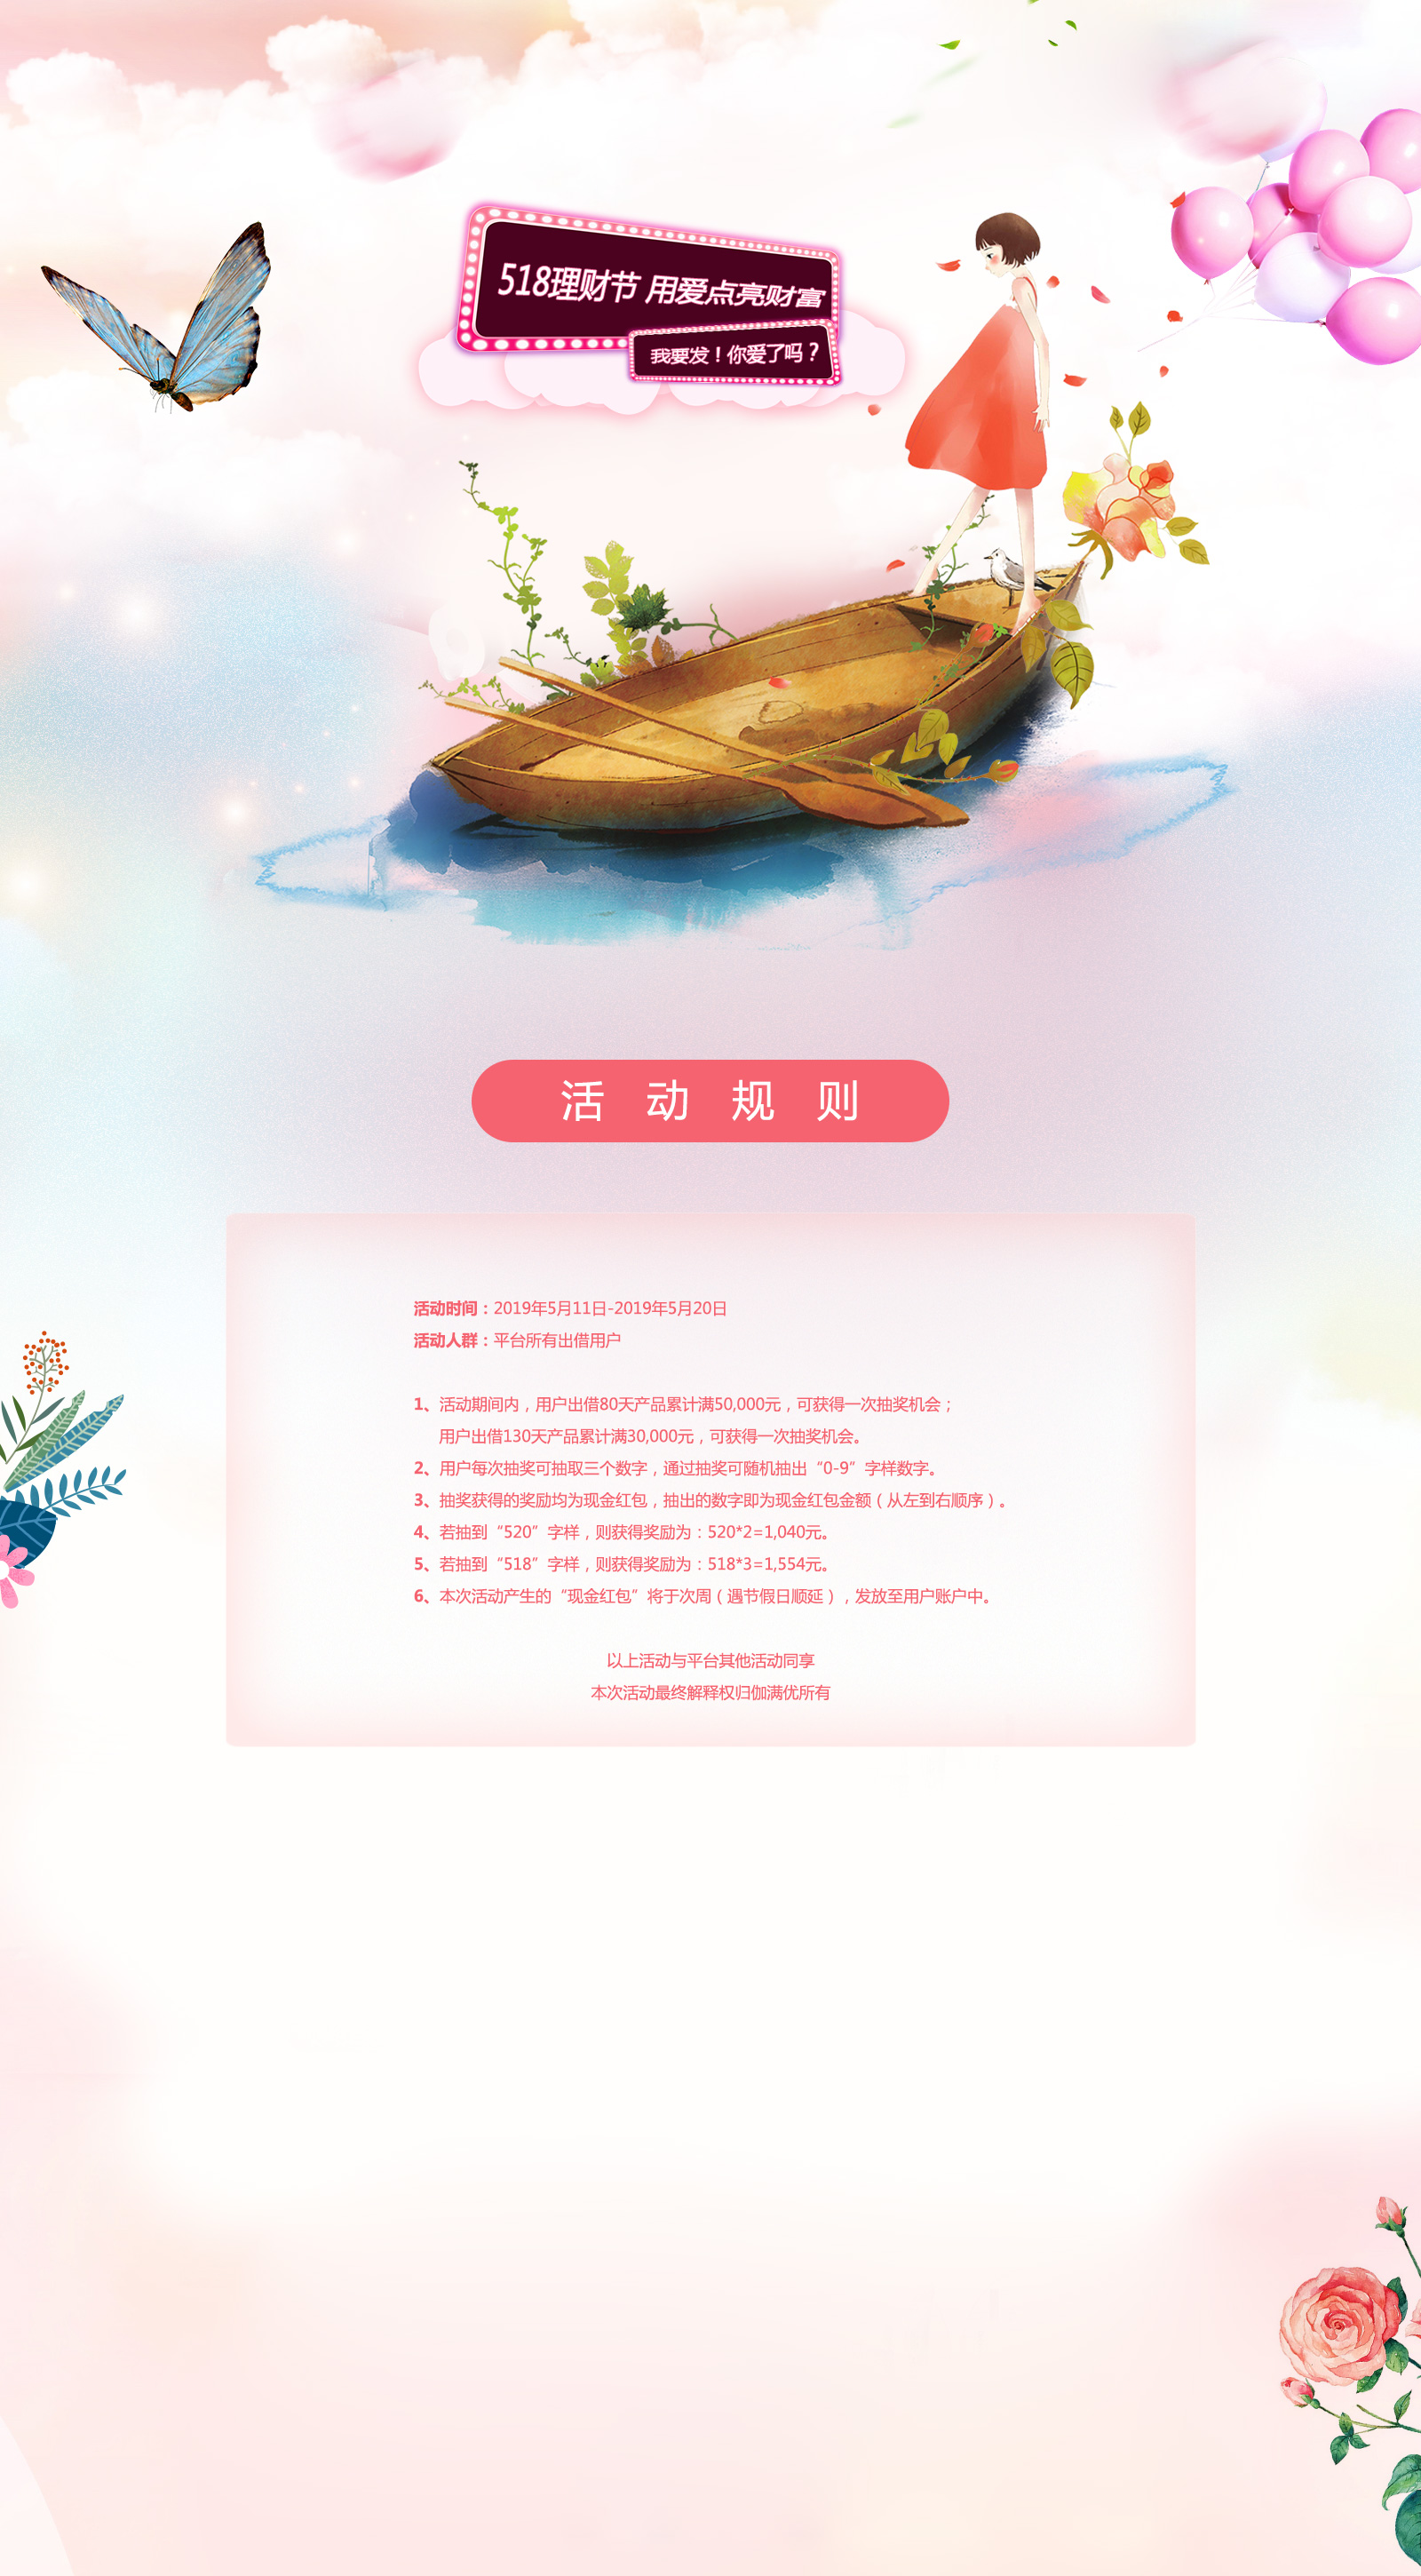 518理财节 用爱点亮财富
我要发！你爱了吗？
活动规则
活动时间：2019年5月11日-2019年5月20日
活动人群：平台所有出借用户
1、活动期间内，用户出借80天产品累计满50,000元，可获得一次抽奖机会；
用户出借130天产品累计满30,000元，可获得一次抽奖机会。
2、用户每次抽奖可抽取三个数字，通过抽奖可随机抽出“0-9”字样数字。
3、抽奖获得的奖励均为现金红包，抽出的数字即为现金红包金额（从左到右顺序）。
4、若抽到“520”字样，则获得奖励为：520*2=1,040元。
5、若抽到“518”字样，则获得奖励为：518*3=1,554元。
6、本次活动产生的“现金红包”将于次周（遇节假日顺延），发放至用户账户中。
以上活动与平台其他活动同享
本次活动最终解释权归伽满优所有